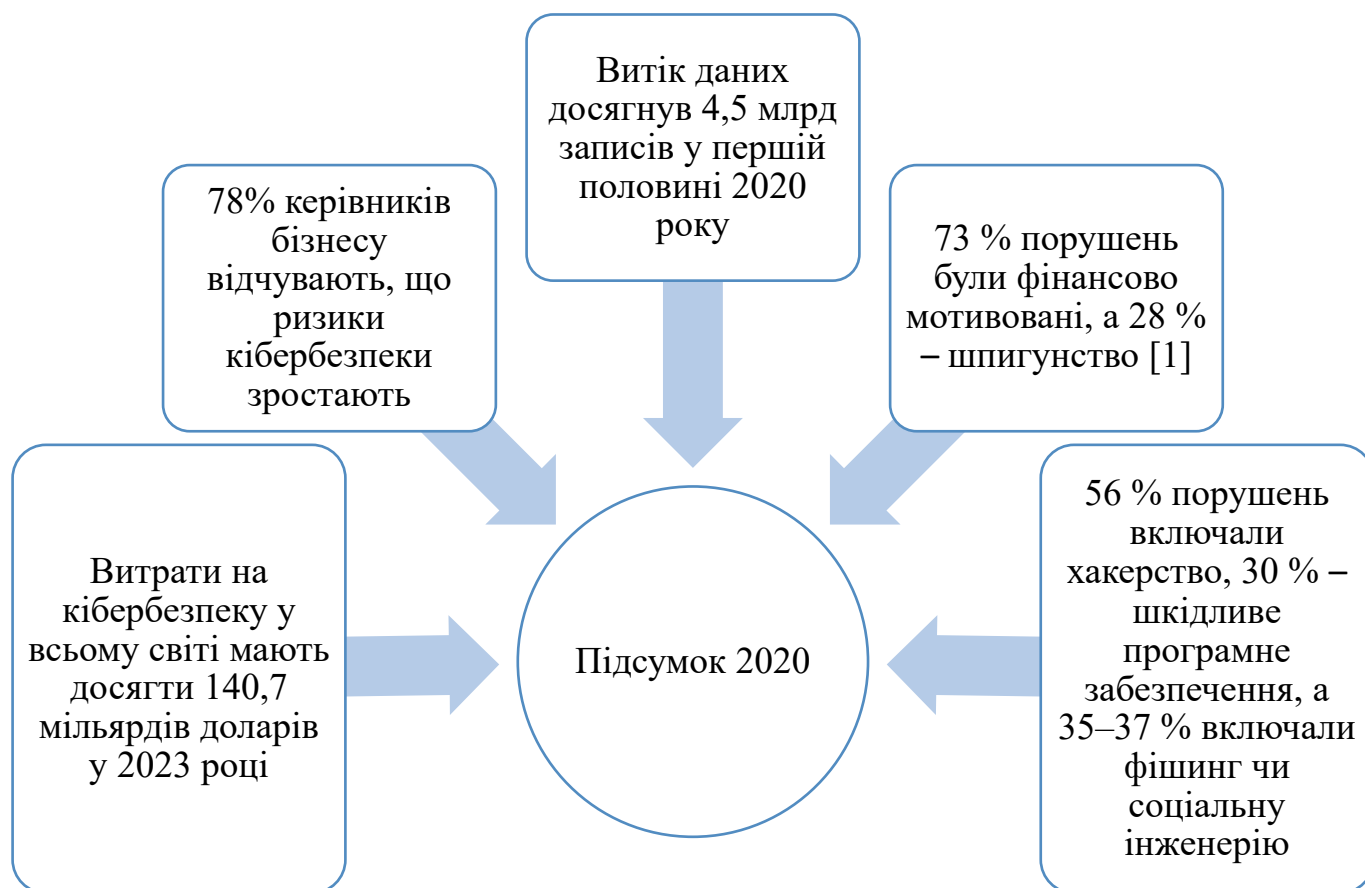 Витік даних
досягнув 4,5 млрд
записів у першій
половині 2020
року
78% керівників
бізнесу
відчувають, що
ризики
кібербезпеки
зростають
73 % порушень
були фінансово
мотивовані, а 28 %
– шпигунство [1]
Витрати на
кібербезпеку у
всьому світі мають
досягти 140,7
мільярдів доларів
у 2023 році
Підсумок 2020
56 % порушень
включали
хакерство, 30 % –
шкідливе
програмне
забезпечення, а
35–37 % включали
фішинг чи
соціальну
інженерію